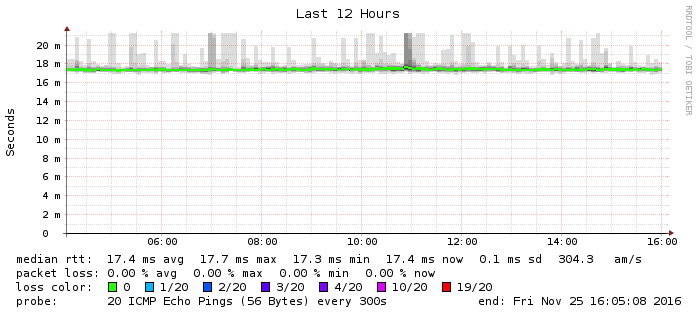 Last 12 Hours
RRDTOOL / TOBI OETIKER
Seconds
20 m
18 m
16 m
14 m
12 m
10 m
8 m
6 m
4 m
2 m
0
06:00 08:00 10:00 12:00 14:00 16:00
median rtt: 17.4 ms avg 17.7 ms max 17.3 ms min 17.4 ms now 0.1 ms sd 304.3 am/s
packet loss: 0.00 % avg 0.00 % max 0.00 % min 0.00 % now
loss color: 0 1/20 2/20 3/20 4/20 10/20 19/20
probe: 20 ICMP Echo Pings (56 Bytes) every 300s end: Fri Nov 25 16:05:08 2016